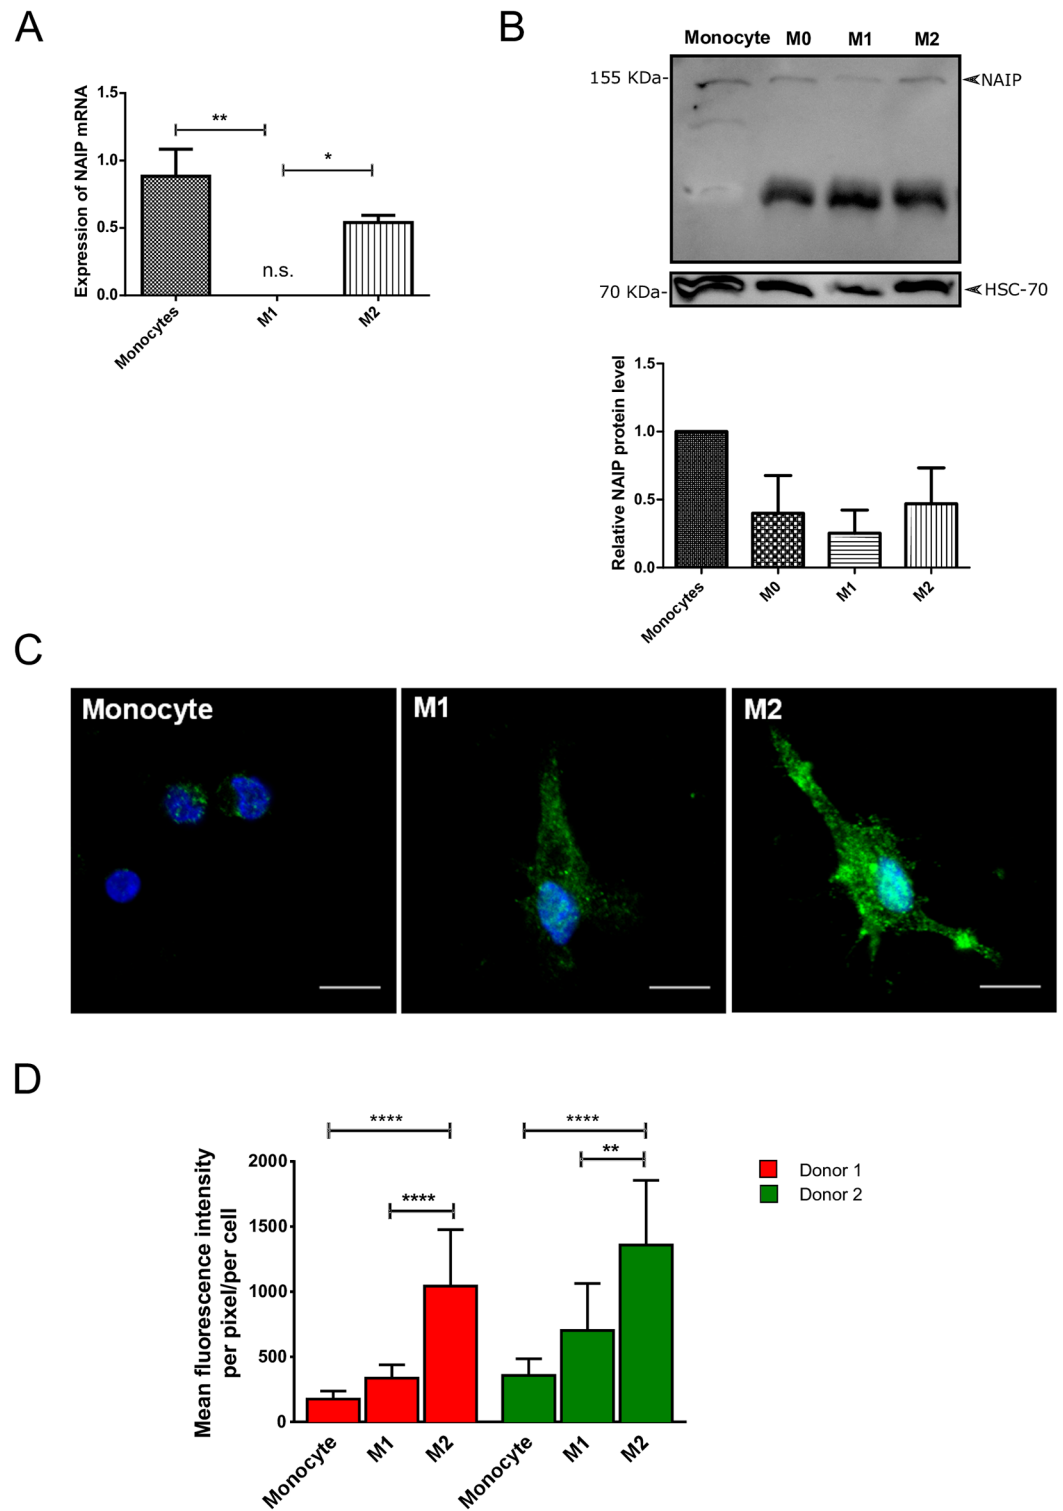 A
Expression of NAIP mRNA
1.5
1.0
0.5
0.0
**
*
n.s.
Monocytes
M1
M2
B
Monocyte M0 M1 M2
155 KDa-
NAIP
70 KDa-
HSC-70
Relative NAIP protein level
1.5
1.0
0.5
0.0
Monocytes
M0
M1
M2
C
Monocyte
M1
M2
D
Mean fluorescence intensity
per pixel/per cell
2000
1500
1000
500
0
****
****
****
**
Monocyte
M1
M2
Monocyte
M1
M2
Donor 1
Donor 2